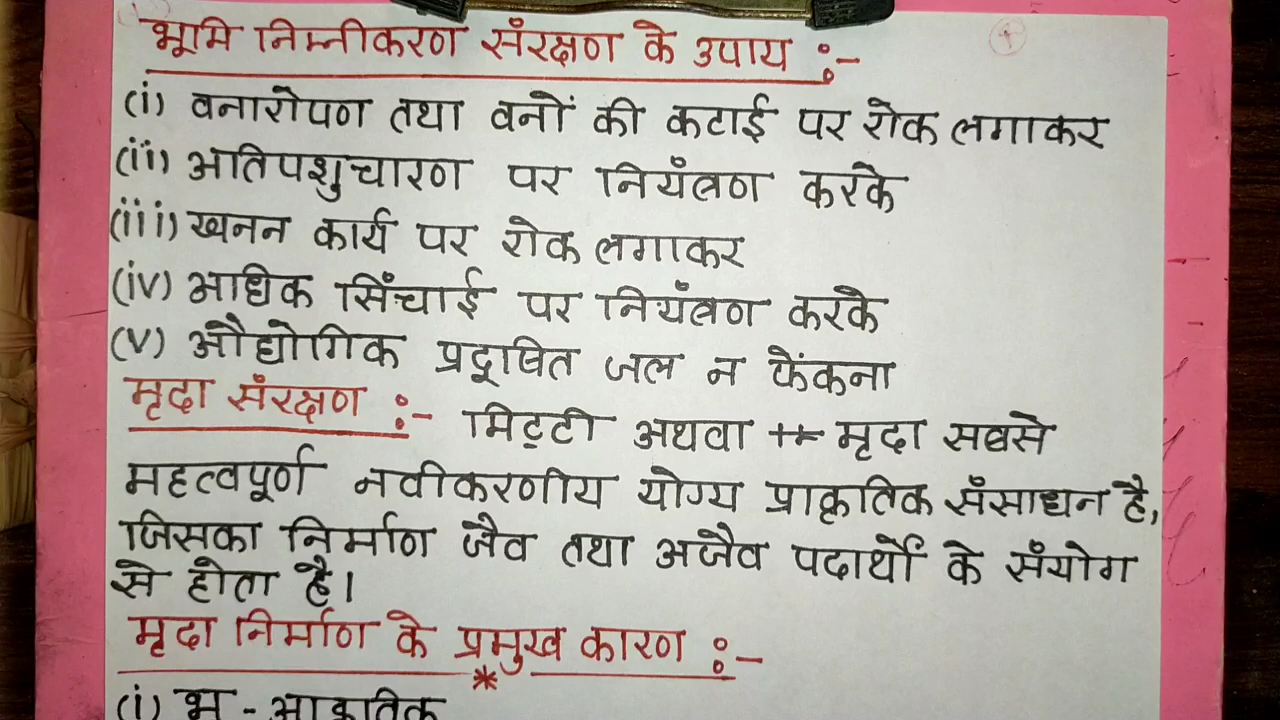 भूमि निम्नीकरण संरक्षण के उपाय :-
(i) वनारोपण तथा वनों की कटाई पर रोक लगाकर
(ii) अतिपशुचारण पर नियंत्रण करके
(iii) खनन कार्य पर रोक लगाकर
(iv) अधिक सिंचाई पर नियंत्रण करके
(v) औद्योगिक प्रदूषित जल न फेंकना
मृदा संरक्षण :- मिट्टी अथवा मृदा सबसे
महत्वपूर्ण नवीकरणीय योग्य प्राकृतिक संसाधन है,
जिसका निर्माण जैव तथा अजैव पदार्थों के संयोग
से होता है।
मृदा निर्माण के प्रमुख कारण :-
*
(i) भू - आकृतिक